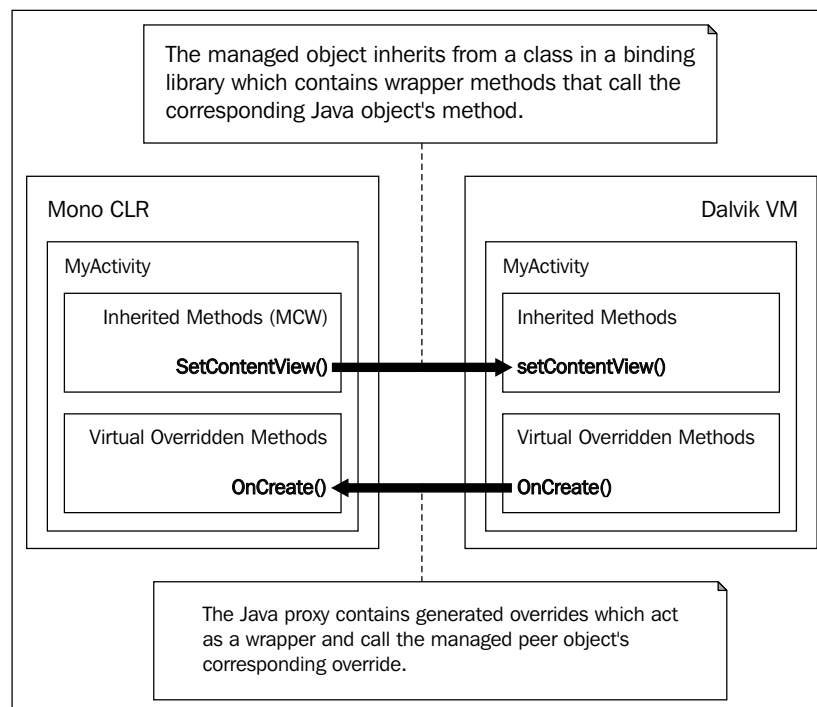 The managed object inherits from a class in a binding
library which contains wrapper methods that call the
corresponding Java object's method.
Mono CLR
MyActivity
Inherited Methods (MCW)
SetContentView()
Virtual Overridden Methods
OnCreate()
Dalvik VM
MyActivity
Inherited Methods
setContentView()
Virtual Overridden Methods
OnCreate()
The Java proxy contains generated overrides which act
as a wrapper and call the managed peer object's
corresponding override.